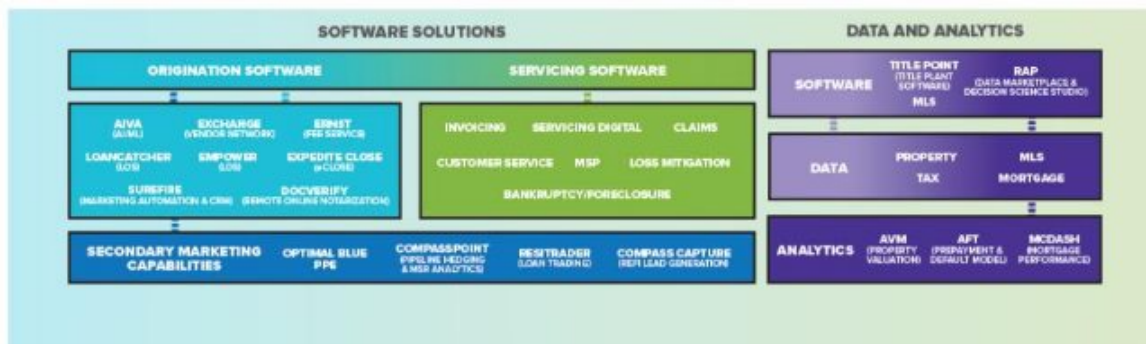 SOFTWARE SOLUTIONS
ORIGINATION SOFTWARE
SERVICING SOFTWARE
AIVA
(AI/ML)
EXCHANGE
(VENDOR NETWORK)
ERNST
(FEE SERVICE)
LOANCATCHER
(LOS)
EMPOWER
(LOS)
EXPEDITE CLOSE
(eCLOSE)
SUREFIRE
(MARKETING AUTOMATION & CRM)
DOCVERIFY
(REMOTE ONLINE NOTARIZATION)
INVOICING
SERVICING DIGITAL
CLAIMS
CUSTOMER SERVICE
MSP
LOSS MITIGATION
BANKRUPTCY/FORECLOSURE
SECONDARY MARKETING
CAPABILITIES
OPTIMAL BLUE
PPE
COMPASSPOINT
(PIPELINE HEDGING
& MSR ANALYTICS)
RESITRADER
(LOAN TRADING)
COMPASS CAPTURE
(REFI LEAD GENERATION)
DATA AND ANALYTICS
SOFTWARE
TITLE POINT
(TITLE PLANT
SOFTWARE)
MLS
RAP
(DATA MARKETPLACE &
DECISION SCIENCE STUDIO)
DATA
PROPERTY
MLS
TAX
MORTGAGE
ANALYTICS
AVM
(PROPERTY
VALUATION)
AFT
(PREPAYMENT &
DEFAULT MODEL)
MCDASH
(MORTGAGE
PERFORMANCE)